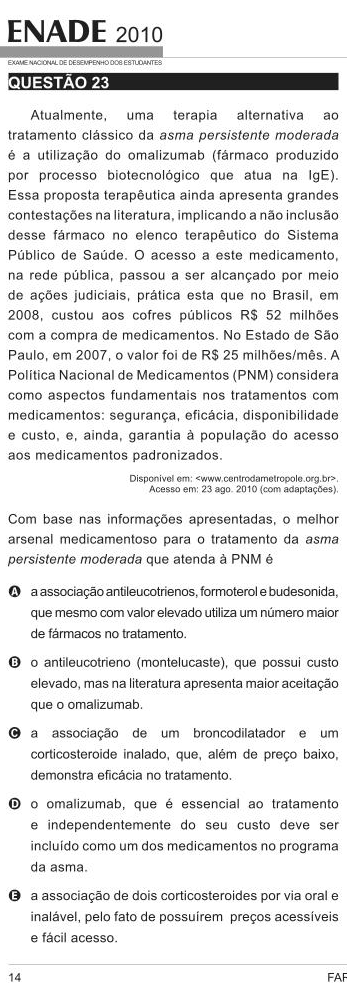 ENADE 2010
EXAME NACIONAL DE DESEMPENHO DOS ESTUDANTES
QUESTÃO 23
Atualmente, uma terapia alternativa ao
tratamento clássico da asma persistente moderada
é a utilização do omalizumab (fármaco produzido
por processo biotecnológico que atua na IgE).
Essa proposta terapêutica ainda apresenta grandes
contestações na literatura, implicando a não inclusão
desse fármaco no elenco terapêutico do Sistema
Público de Saúde. O acesso a este medicamento,
na rede pública, passou a ser alcançado por meio
de ações judiciais, prática esta que no Brasil, em
2008, custou aos cofres públicos R$ 52 milhões
com a compra de medicamentos. No Estado de São
Paulo, em 2007, o valor foi de R$ 25 milhões/mês. A
Política Nacional de Medicamentos (PNM) considera
como aspectos fundamentais nos tratamentos com
medicamentos: segurança, eficácia, disponibilidade
e custo, e, ainda, garantia à população do acesso
aos medicamentos padronizados.
Disponível em: <www.centrodametropole.org.br>.
Acesso em: 23 ago. 2010 (com adaptações).
Com base nas informações apresentadas, o melhor
arsenal medicamentoso para o tratamento da asma
persistente moderada que atenda à PNM é
A a associação antileucotrienos, formoterol e budesonida,
que mesmo com valor elevado utiliza um número maior
de fármacos no tratamento.
B o antileucotrieno (montelucaste), que possui custo
elevado, mas na literatura apresenta maior aceitação
que o omalizumab.
C a associação de um broncodilatador e um
corticosteroide inalado, que, além de preço baixo,
demonstra eficácia no tratamento.
D o omalizumab, que é essencial ao tratamento
e independentemente do seu custo deve ser
incluído como um dos medicamentos no programa
da asma.
E a associação de dois corticosteroides por via oral e
inalável, pelo fato de possuírem preços acessíveis
e fácil acesso.
14 FAR